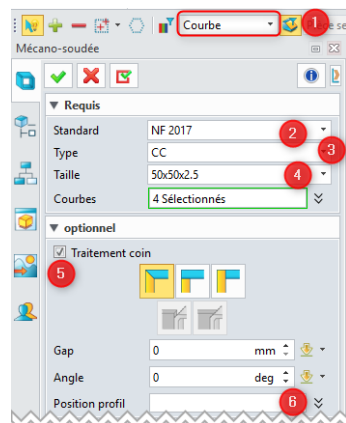 Courbe 1 se
Mécano-soudée
Requis
Standard NF 2017 2
Type CC 3
Taille 50x50x2.5 4
Courbes 4 Sélectionnés
optionnel
Traitement coin
5
Gap 0 mm
Angle 0 deg
Position profil 6